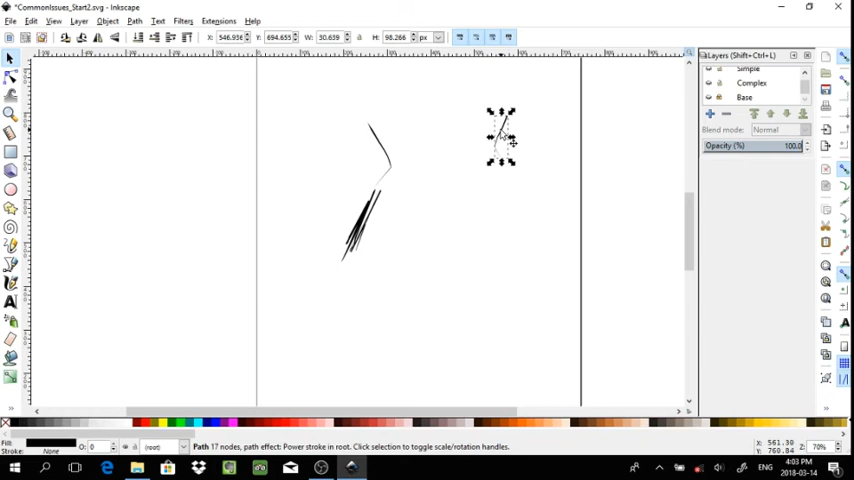 *CommonIssues_Start2.svg - Inkscape
File Edit View Layer Object Path Text Filters Extensions Help
X: 546.936 Y: 694.655 W: 30.639 H: 98.266 px
Layers (Shift+Ctrl+L)
Simple
Complex
Base
Blend mode: Normal
Opacity (%) 100.0
Fill:
Stroke: None
O: 0
(root)
Path 17 nodes, path effect: Power stroke in root. Click selection to toggle scale/rotation handles.
X: 561.30
Y: 760.84
Z: 70%
ENG
4:03 PM
2018-03-14